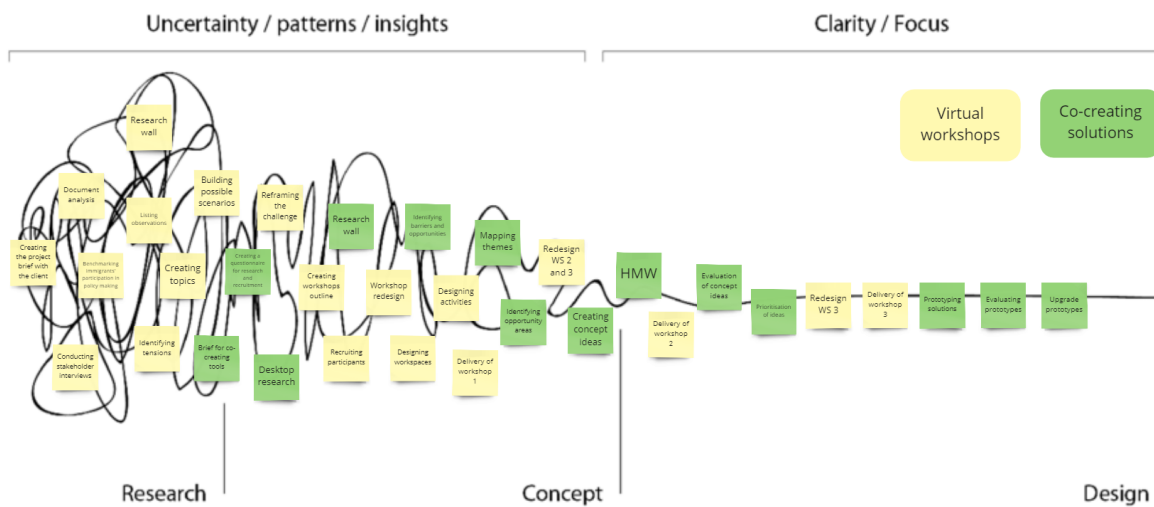 Uncertainty / patterns / insights
Clarity / Focus
Virtual
workshops
Co-creating
solutions
Research
wall
Document
analysis
Listing
observations
Building
possible
scenarios
Reframing
the
challenge
Creating
the project
brief with
the client
Benchmarking
immigrants'
participation in
policy-making
Creating
topics
Creating a
questionnaire
for research
and
recruitment
Conducting
stakeholder
interviews
Identifying
tensions
Brief for co-
creating
tools
Desktop
research
Research
wall
Identifying
barriers and
opportunities
Mapping
themes
Redesign
WS 2
and 3
Creating
workshops
outline
Workshop
redesign
Designing
activities
Identifying
opportunity
areas
Creating
concept
ideas
Recruiting
participants
Designing
workspaces
Delivery of
workshop
1
HMW
Delivery of
workshop
2
Evaluation
of concept
ideas
Prioritisation
of ideas
Redesign
WS 3
Delivery of
workshop
3
Prototyping
solutions
Evaluating
prototypes
Upgrade
prototypes
Research
Concept
Design